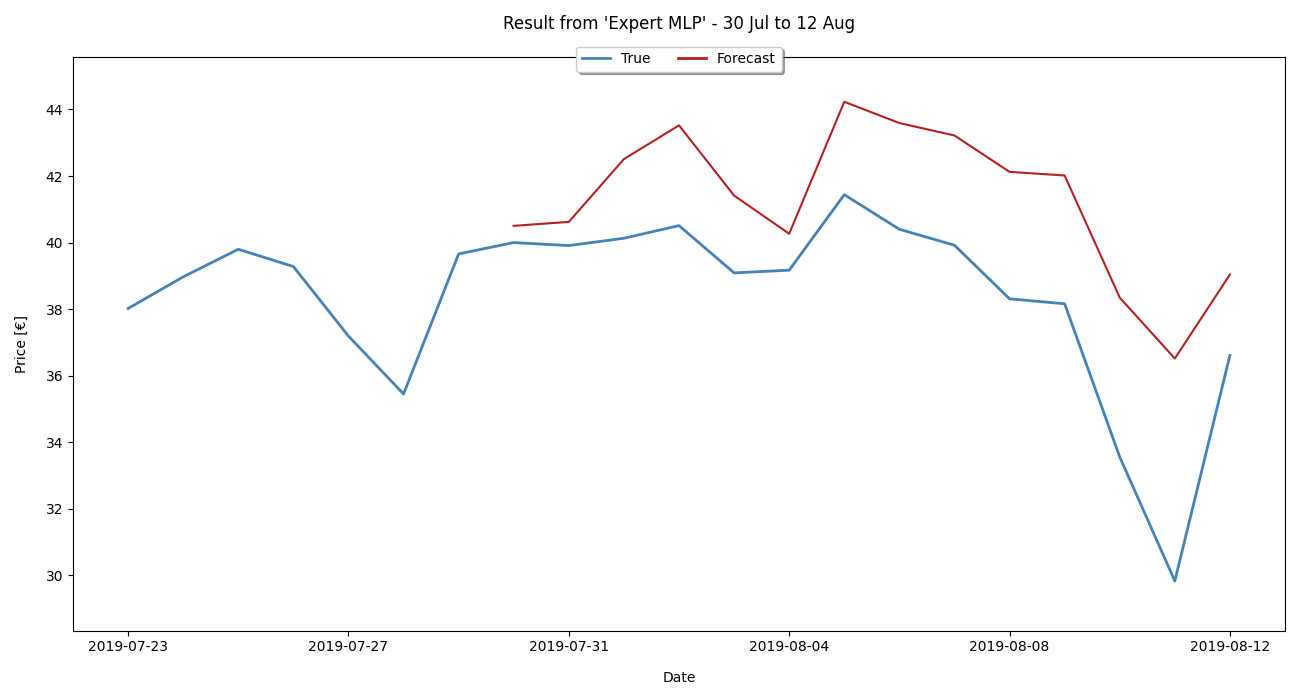 Result from 'Expert MLP' - 30 Jul to 12 Aug
True Forecast
Price [€]
44
42
40
38
36
34
32
30
2019-07-23 2019-07-27 2019-07-31 2019-08-04 2019-08-08 2019-08-12
Date